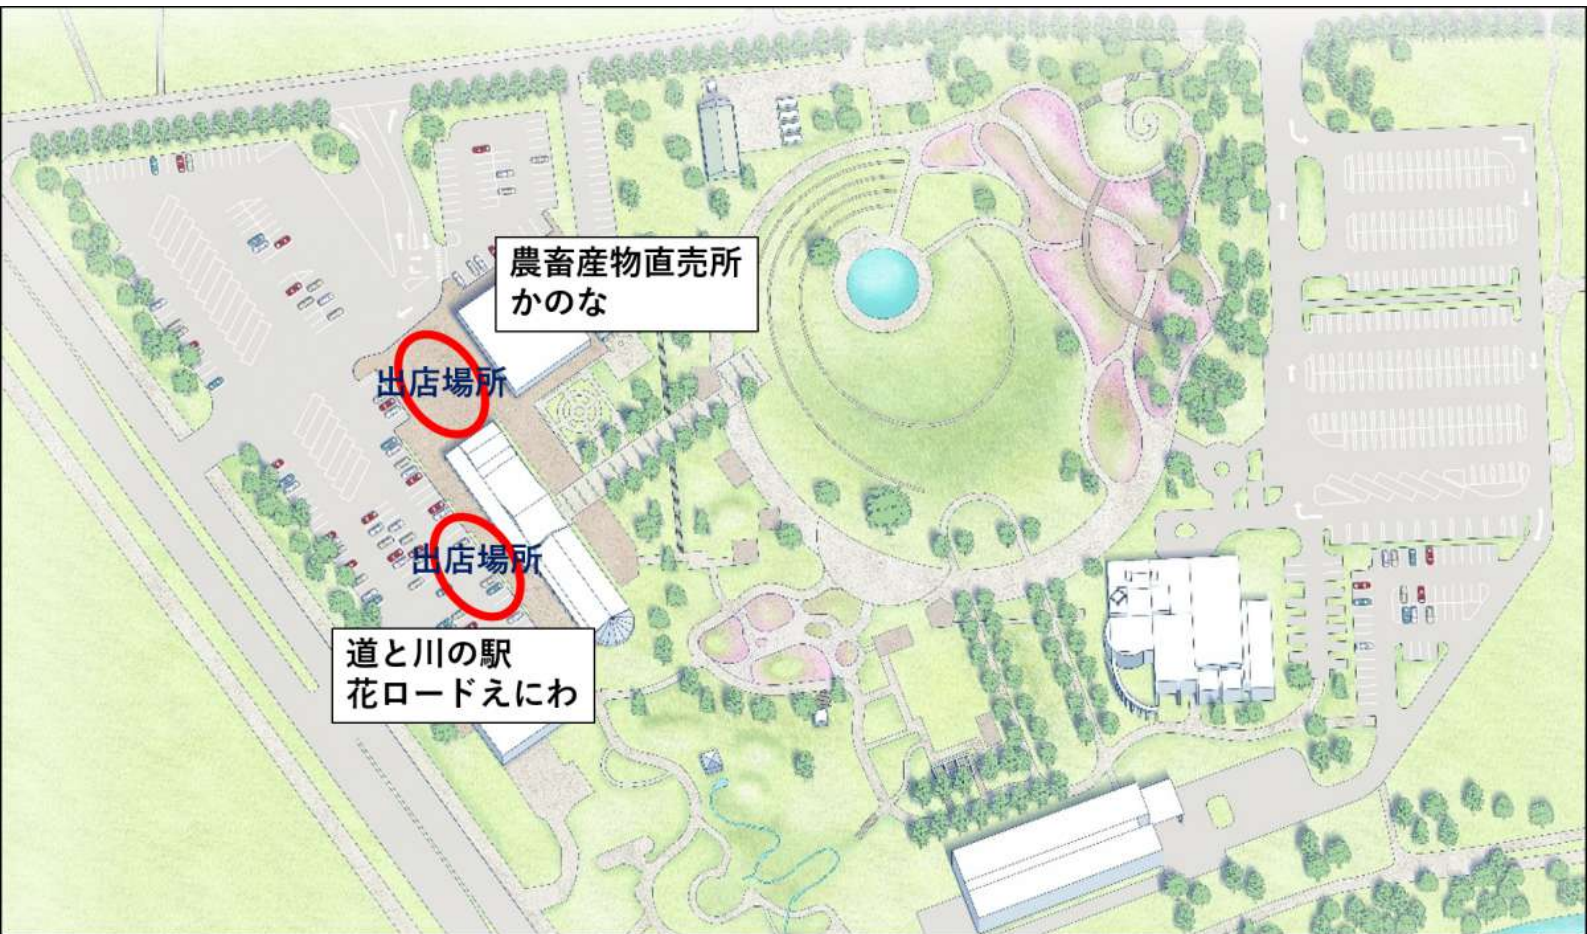 農畜産物直売所
かのな
出店場所
出店場所
道と川の駅
花ロードえにわ